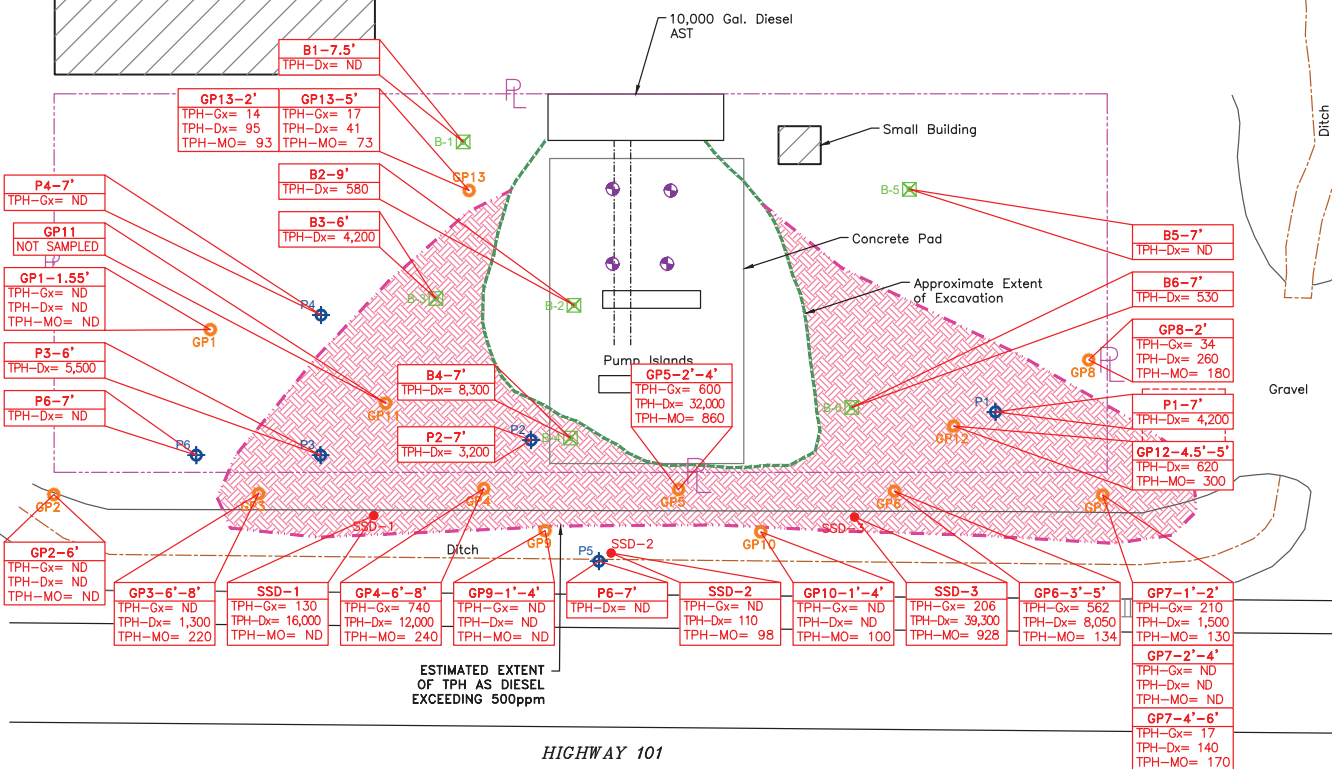 10,000 Gal. Diesel
AST
B1-7.5'
TPH-Dx= ND
GP13-2'
TPH-Gx= 14
TPH-Dx= 95
TPH-MO= 93
GP13-5'
TPH-Gx= 17
TPH-Dx= 41
TPH-MO= 73
PL
B-1
Small Building
Ditch
B2-9'
TPH-Dx= 580
GP13
P4-7'
TPH-Gx= ND
B-5
B3-6'
TPH-Dx= 4,200
GP11
NOT SAMPLED
B5-7'
TPH-Dx= ND
Concrete Pad
GP1-1.55'
TPH-Gx= ND
TPH-Dx= ND
TPH-MO= ND
B6-7'
TPH-Dx= 530
Approximate Extent
of Excavation
P4
B-3
B-2
GP1
GP8-2'
TPH-Gx= 34
TPH-Dx= 260
TPH-MO= 180
P3-6'
TPH-Dx= 5,500
Pump Islands
GP8
PL
B4-7'
TPH-Dx= 8,300
GP5-2'-4'
TPH-Gx= 600
TPH-Dx= 32,000
TPH-MO= 860
Gravel
P6-7'
TPH-Dx= ND
GP11
B-6
P1
P1-7'
TPH-Dx= 4,200
P2-7'
TPH-Dx= 3,200
P2
B-4
GP12
GP12-4.5'-5'
TPH-Dx= 620
TPH-MO= 300
P6
P3
PL
GP2
GP3
GP4
GP5
GP6
GP7
SSD-1
SSD-3
GP9
GP10
Ditch
P5
SSD-2
GP2-6'
TPH-Gx= ND
TPH-Dx= ND
TPH-MO= ND
GP3-6'-8'
TPH-Gx= ND
TPH-Dx= 1,300
TPH-MO= 220
SSD-1
TPH-Gx= 130
TPH-Dx= 16,000
TPH-MO= ND
GP4-6'-8'
TPH-Gx= 740
TPH-Dx= 12,000
TPH-MO= 240
GP9-1'-4'
TPH-Gx= ND
TPH-Dx= ND
TPH-MO= ND
P6-7'
TPH-Dx= ND
SSD-2
TPH-Gx= ND
TPH-Dx= 110
TPH-MO= 98
GP10-1'-4'
TPH-Gx= ND
TPH-Dx= ND
TPH-MO= 100
SSD-3
TPH-Gx= 206
TPH-Dx= 39,300
TPH-MO= 928
GP6-3'-5'
TPH-Gx= 562
TPH-Dx= 8,050
TPH-MO= 134
GP7-1'-2'
TPH-Gx= 210
TPH-Dx= 1,500
TPH-MO= 130
GP7-2'-4'
TPH-Gx= ND
TPH-Dx= ND
TPH-MO= ND
GP7-4'-6'
TPH-Gx= 17
TPH-Dx= 140
TPH-MO= 170
ESTIMATED EXTENT
OF TPH AS DIESEL
EXCEEDING 500ppm
HIGHWAY 101